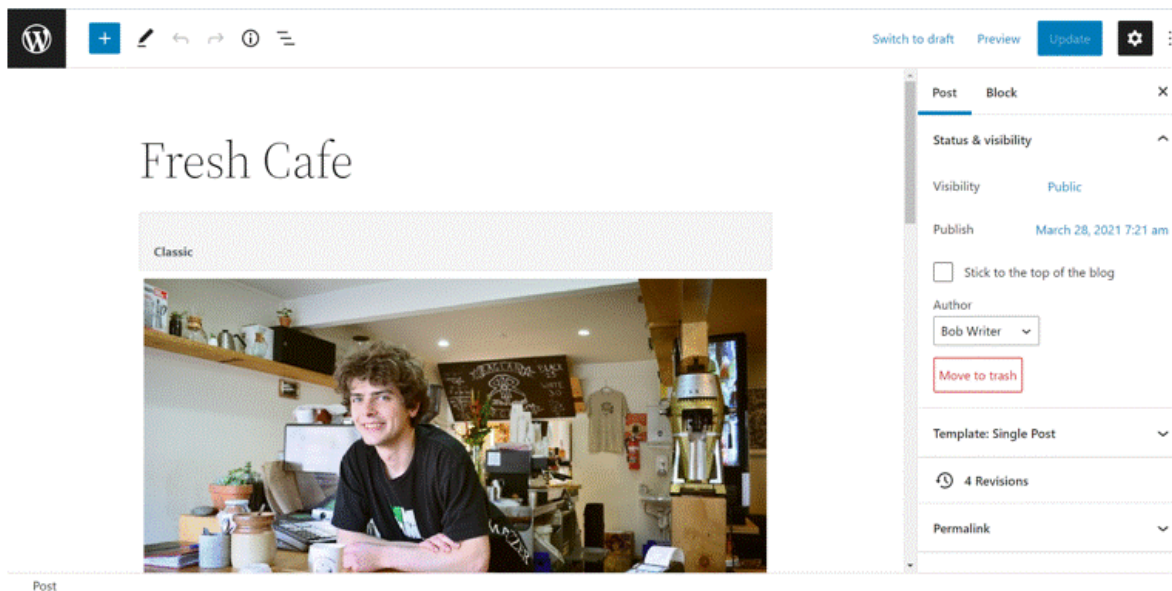 Switch to draft Preview Update
Post Block
Status & visibility
Visibility Public
Publish March 28, 2021 7:21 am
Stick to the top of the blog
Author
Bob Writer
Move to trash
Template: Single Post
4 Revisions
Permalink
Fresh Cafe
Classic
RAGLAN
Post